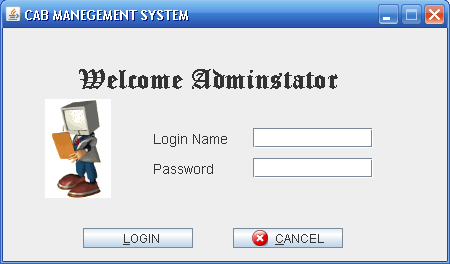 CAB MANEGEMENT SYSTEM
Welcome Adminstator
Login Name
Password
LOGIN
CANCEL